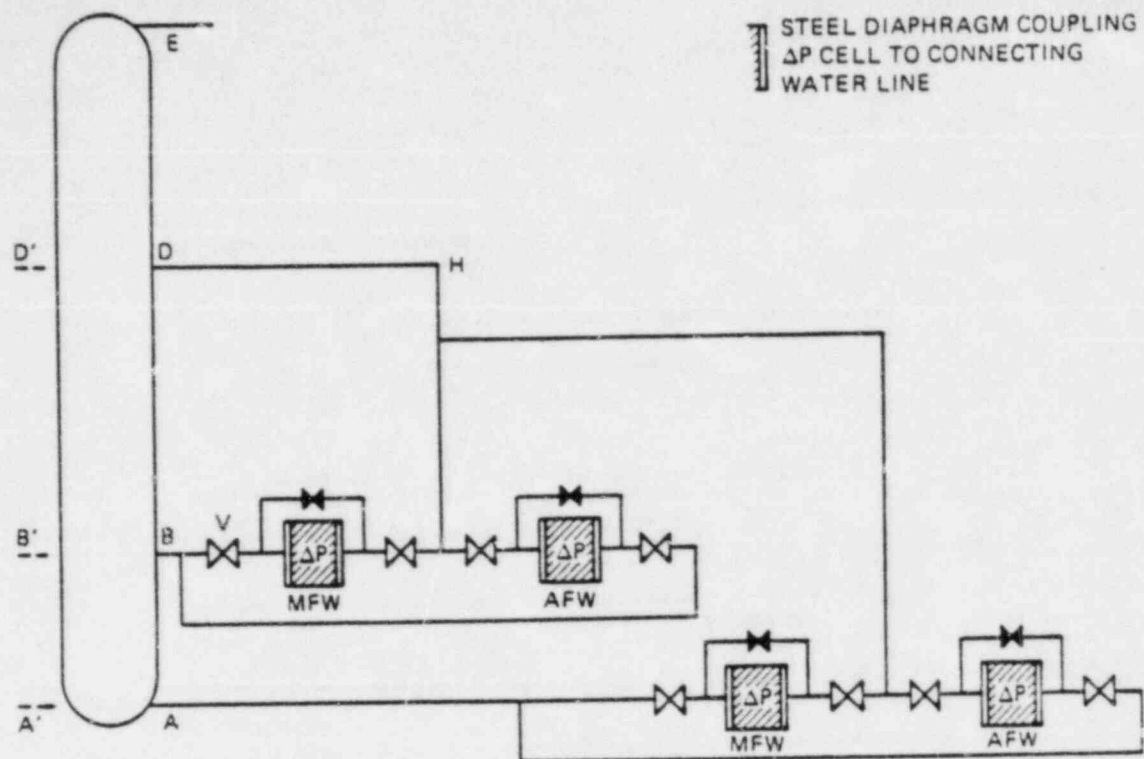 E
STEEL DIAPHRAGM COUPLING
ΔP CELL TO CONNECTING
WATER LINE
D'
D
H
B'
B
V
ΔP
ΔP
MFW
AFW
A'
A
ΔP
ΔP
MFW
AFW